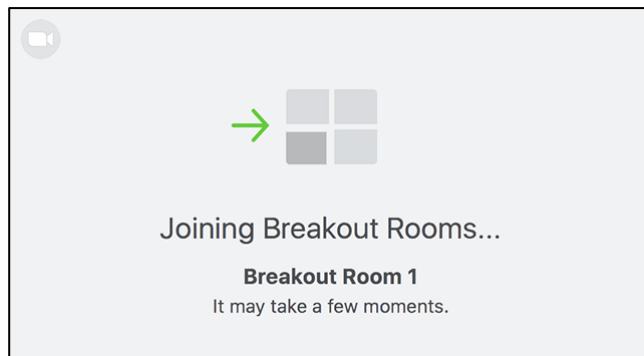 Joining Breakout Rooms...
Breakout Room 1
It may take a few moments.